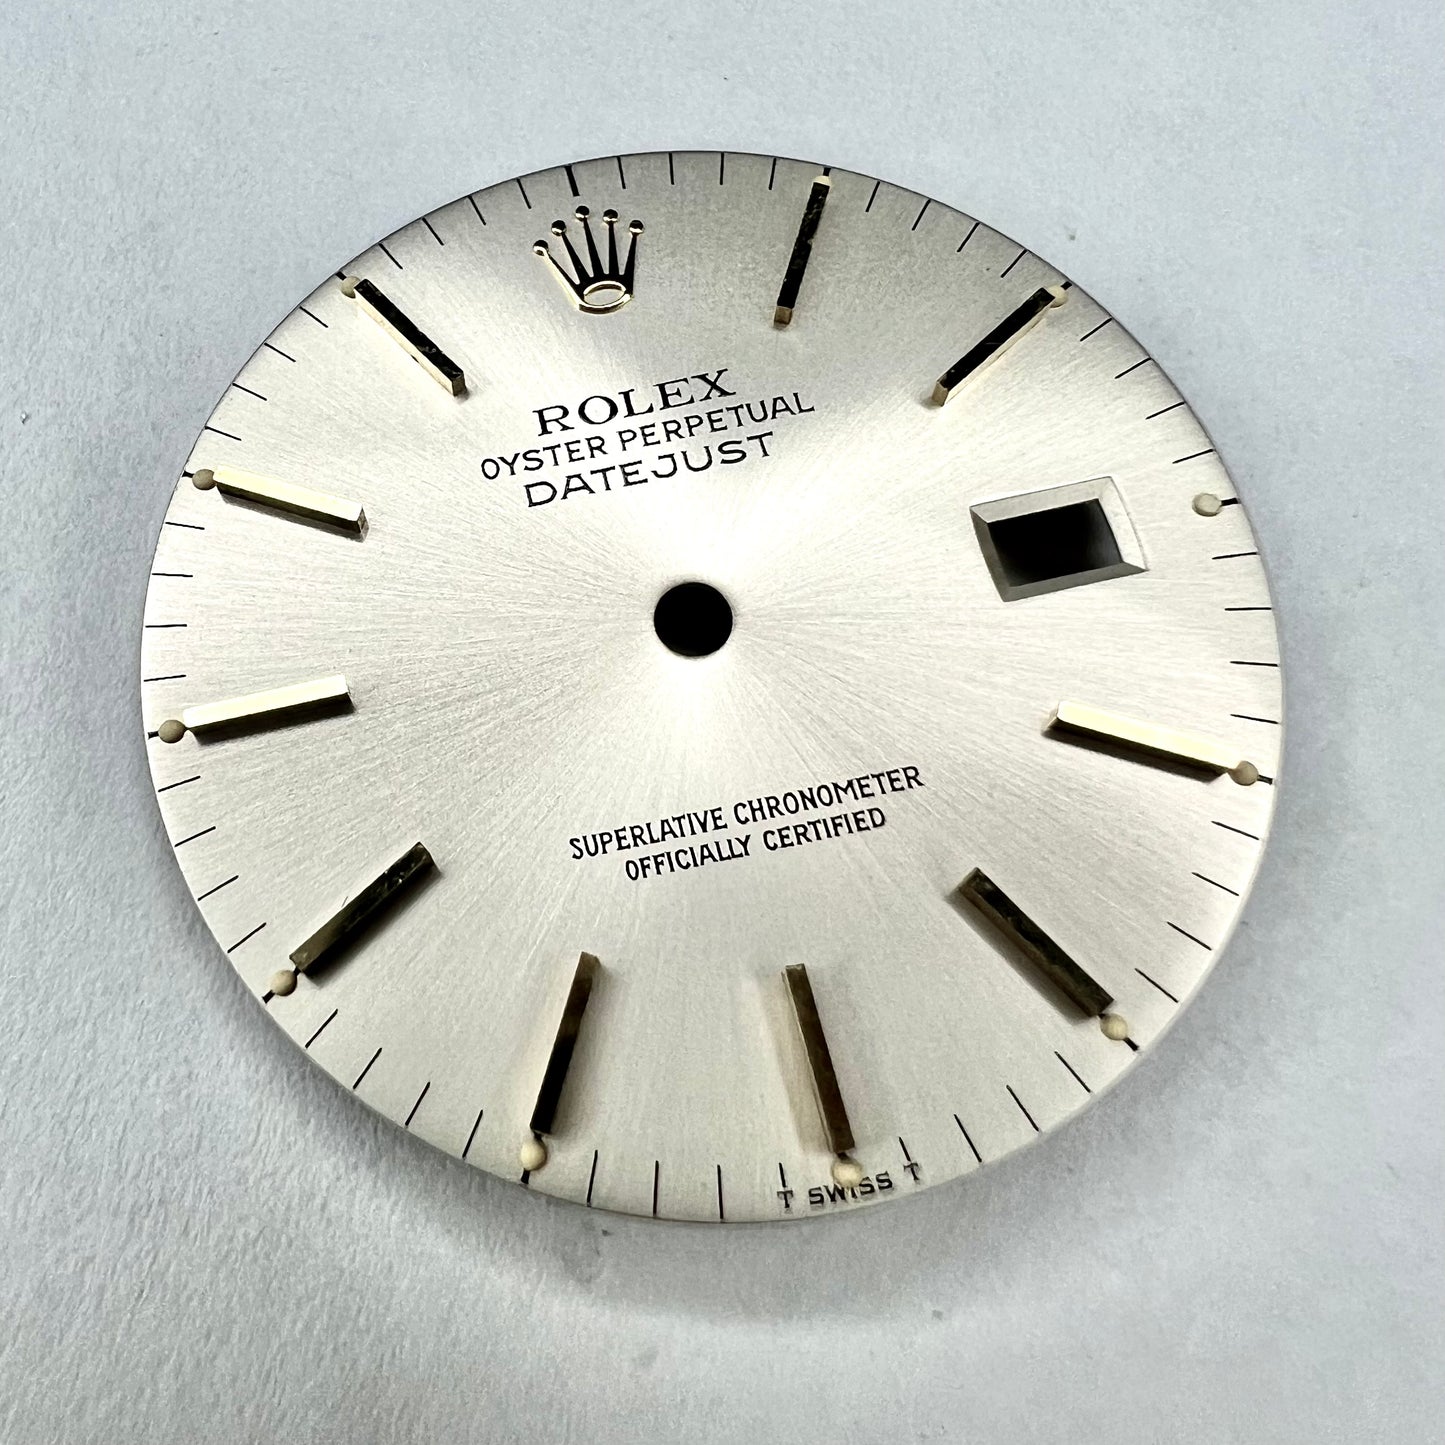 ROLEX
OYSTER PERPETUAL
DATEJUST
SUPERLATIVE CHRONOMETER
OFFICIALLY CERTIFIED
T SWISS T